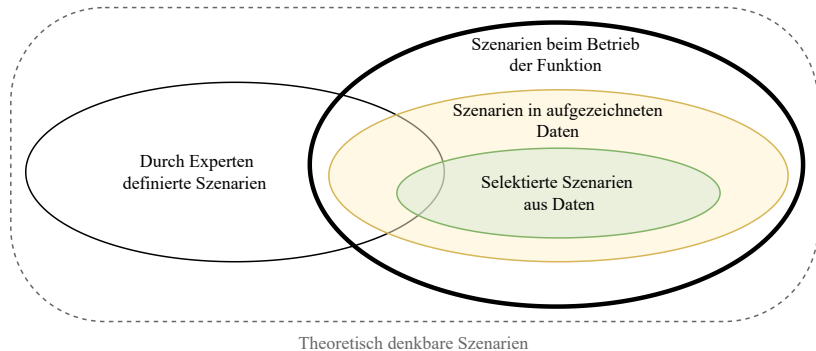 Szenarien beim Betrieb
der Funktion
Szenarien in aufgezeichneten
Daten
Durch Experten
definierte Szenarien
Selektierte Szenarien
aus Daten
Theoretisch denkbare Szenarien